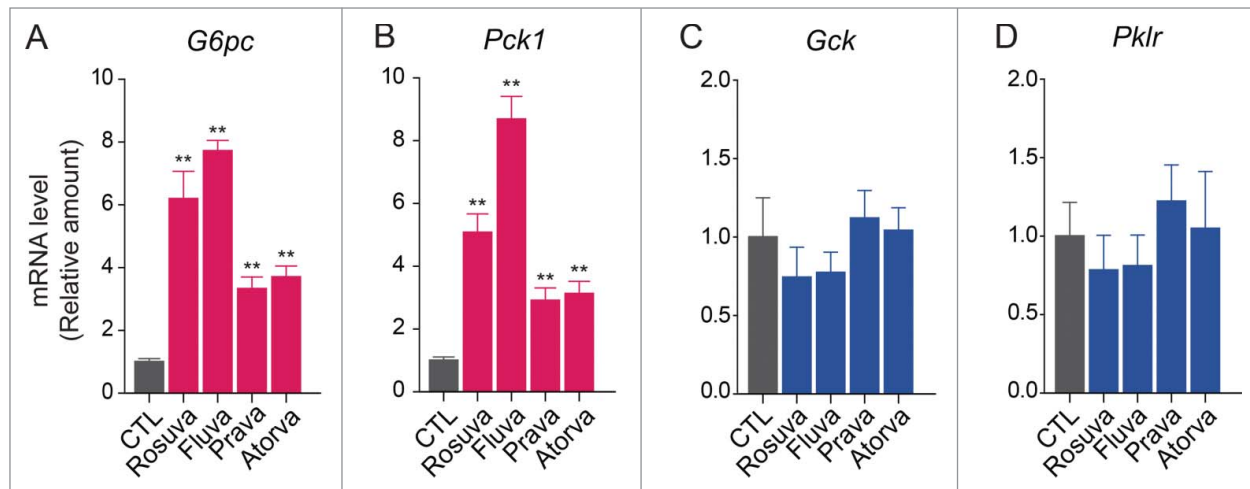 A
G6pc
mRNA level
(Relative amount)
10
8
6
4
2
0
**
**
**
**
CTL
Rosuva
Fluva
Prava
Atorva
B
Pck1
10
8
6
4
2
0
**
**
**
**
CTL
Rosuva
Fluva
Prava
Atorva
C
Gck
2.0
1.5
1.0
0.5
0.0
CTL
Rosuva
Fluva
Prava
Atorva
D
Pklr
2.0
1.5
1.0
0.5
0.0
CTL
Rosuva
Fluva
Prava
Atorva